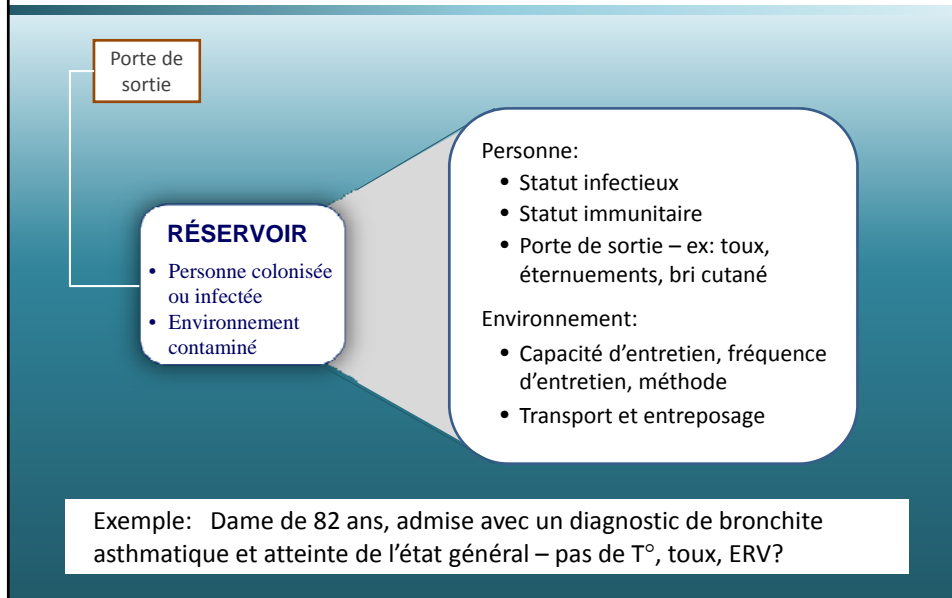 Porte de
sortie
RÉSERVOIR
• Personne colonisée
ou infectée
• Environnement
contaminé
Personne:
• Statut infectieux
• Statut immunitaire
• Porte de sortie – ex: toux,
éternuements, bri cutané
Environnement:
• Capacité d’entretien, fréquence
d’entretien, méthode
• Transport et entreposage
Exemple: Dame de 82 ans, admise avec un diagnostic de bronchite
asthmatique et atteinte de l’état général – pas de T°, toux, ERV?